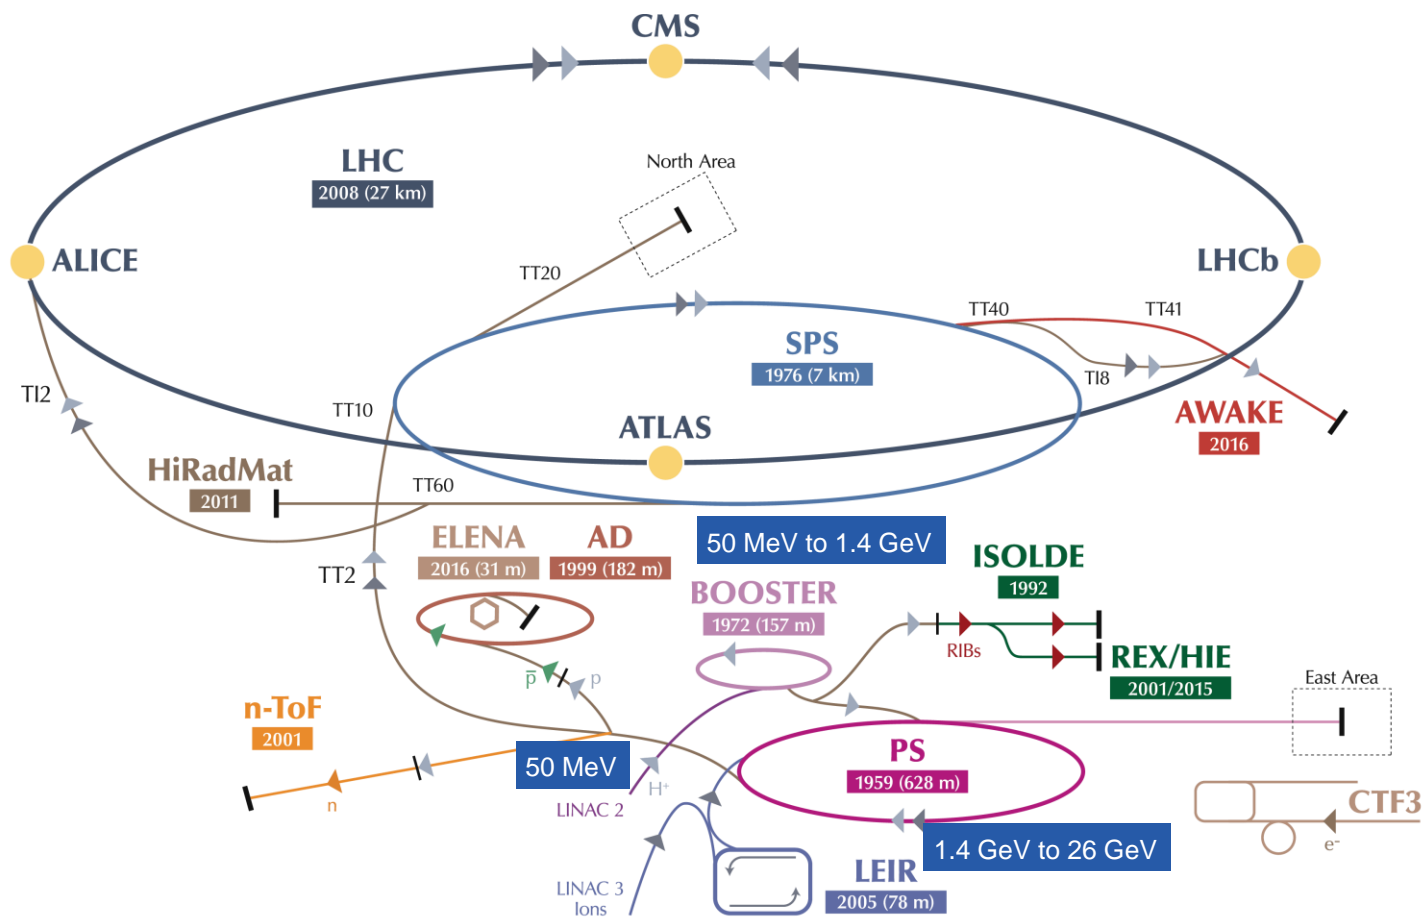 CMS
LHC
2008 (27 km)
North Area
ALICE
LHCb
TT20
TT40
TT41
SPS
1976 (7 km)
TI8
TI2
TT10
ATLAS
AWAKE
2016
HiRadMat
2011
TT60
ELENA
2016 (31 m)
AD
1999 (182 m)
50 MeV to 1.4 GeV
TT2
BOOSTER
1972 (157 m)
ISOLDE
1992
RIBs
REX/HIE
2001/2015
p̅
p
East Area
n-ToF
2001
50 MeV
PS
1959 (628 m)
n
H⁺
LINAC 2
CTF3
e⁻
1.4 GeV to 26 GeV
LEIR
2005 (78 m)
LINAC 3
Ions